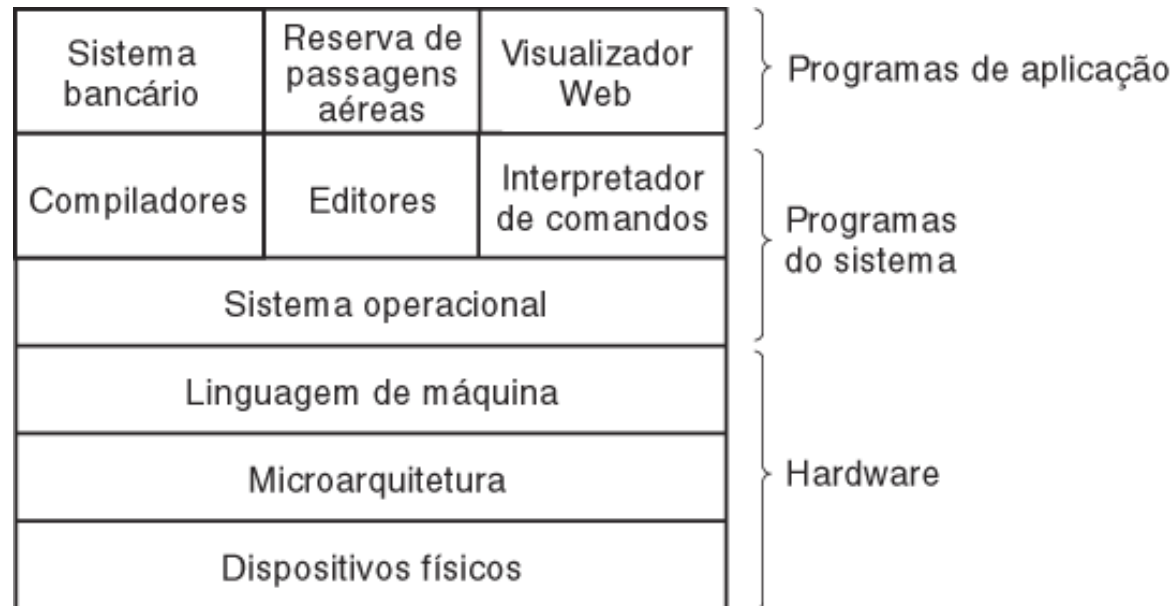 Sistema
bancário
Reserva de
passagens
aéreas
Visualizador
Web
Programas de aplicação
Compiladores
Editores
Interpretador
de comandos
Programas
do sistema
Sistema operacional
Linguagem de máquina
Microarquitetura
Hardware
Dispositivos físicos